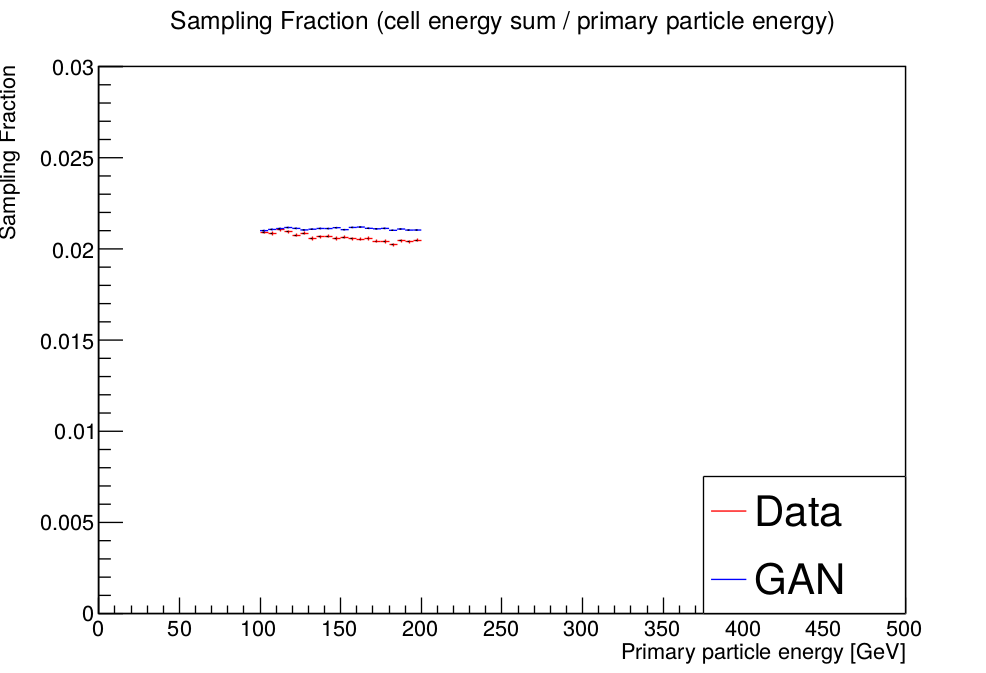 Sampling Fraction (cell energy sum / primary particle energy)
Sampling Fraction
0.03
0.025
0.02
0.015
0.01
0.005
0
Data
GAN
0 50 100 150 200 250 300 350 400 450 500
Primary particle energy [GeV]